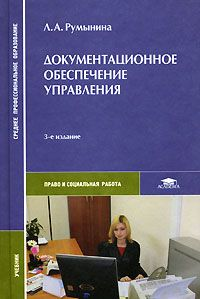 Л.А. Румынина
ДОКУМЕНТАЦИОННОЕ
ОБЕСПЕЧЕНИЕ
УПРАВЛЕНИЯ
3-е издание
ПРАВО И СОЦИАЛЬНАЯ РАБОТА
ACADEMA
УЧЕБНИК
СРЕДНЕЕ ПРОФЕССИОНАЛЬНОЕ ОБРАЗОВАНИЕ